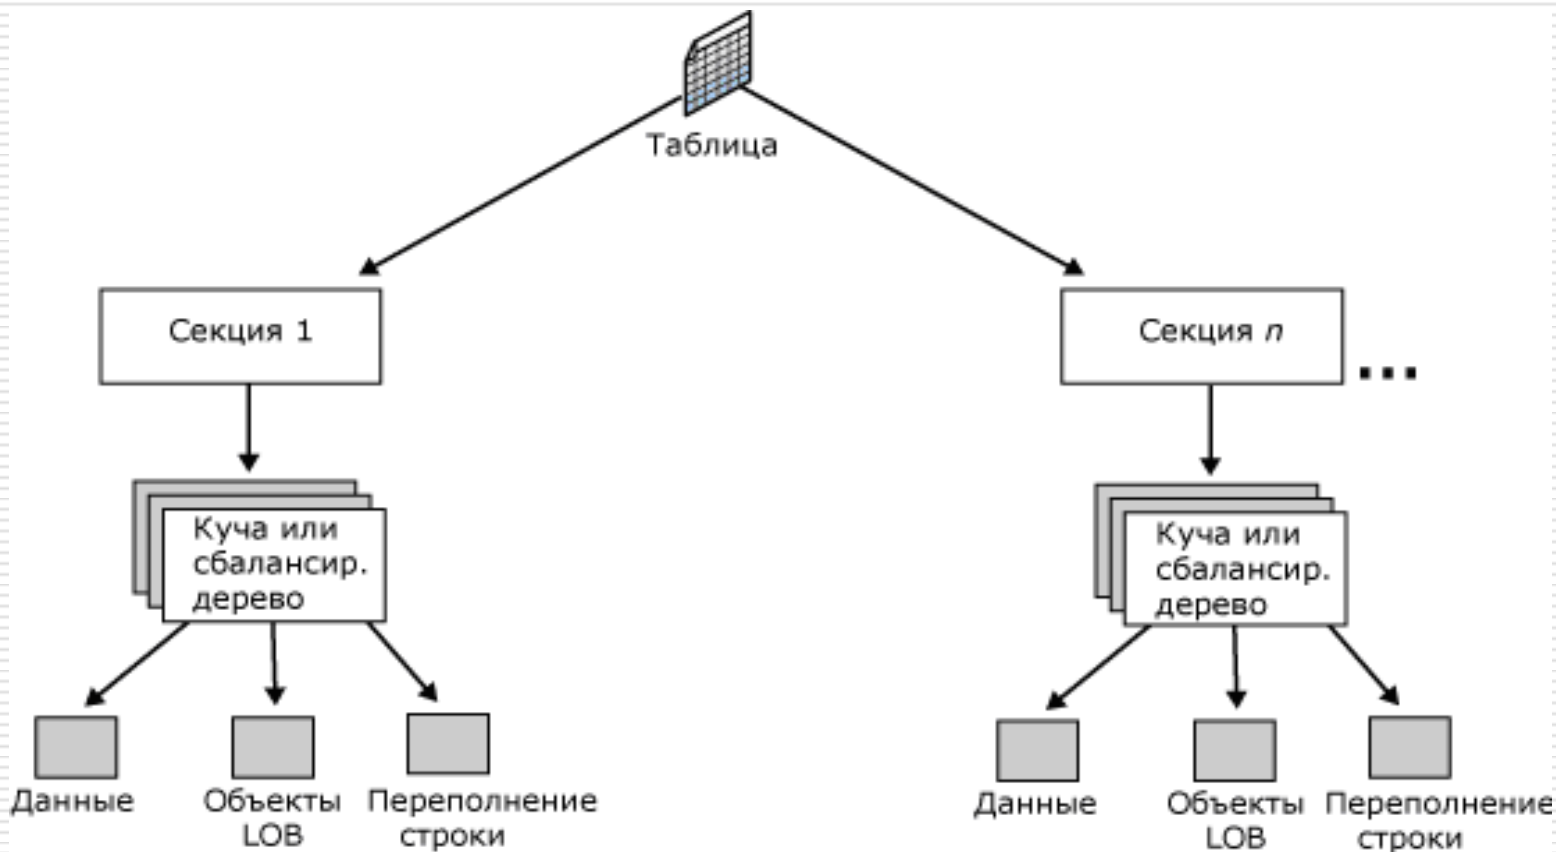 Таблица
Секция 1
Секция n
...
Куча или
сбалансир.
дерево
Куча или
сбалансир.
дерево
Данные
Объекты
LOB
Переполнение
строки
Данные
Объекты
LOB
Переполнение
строки